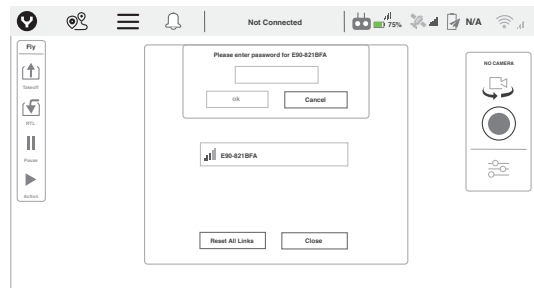 Not Connected
75%
N/A
Fly
Takeoff
RTL
Pause
Action
Please enter password for E90-821BFA
ok
Cancel
E90-821BFA
Reset All Links
Close
NO CAMERA